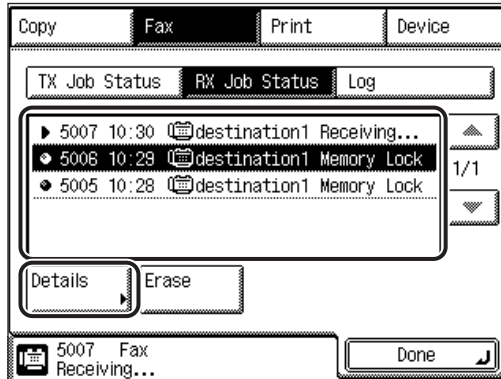 Copy Fax Print Device
TX Job Status RX Job Status Log
5007 10:30 destination1 Receiving...
5006 10:29 destination1 Memory Lock
5005 10:28 destination1 Memory Lock
1/1
Details Erase
5007 Fax
Receiving...
Done